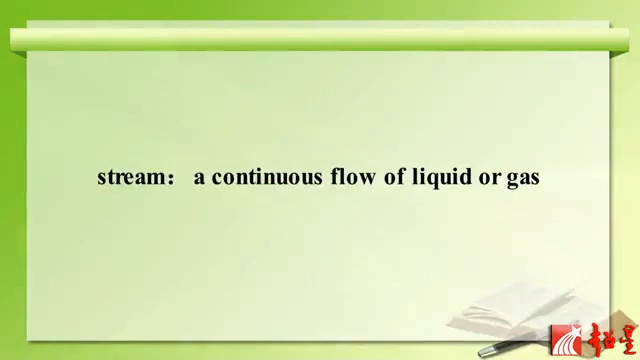 stream： a continuous flow of liquid or gas